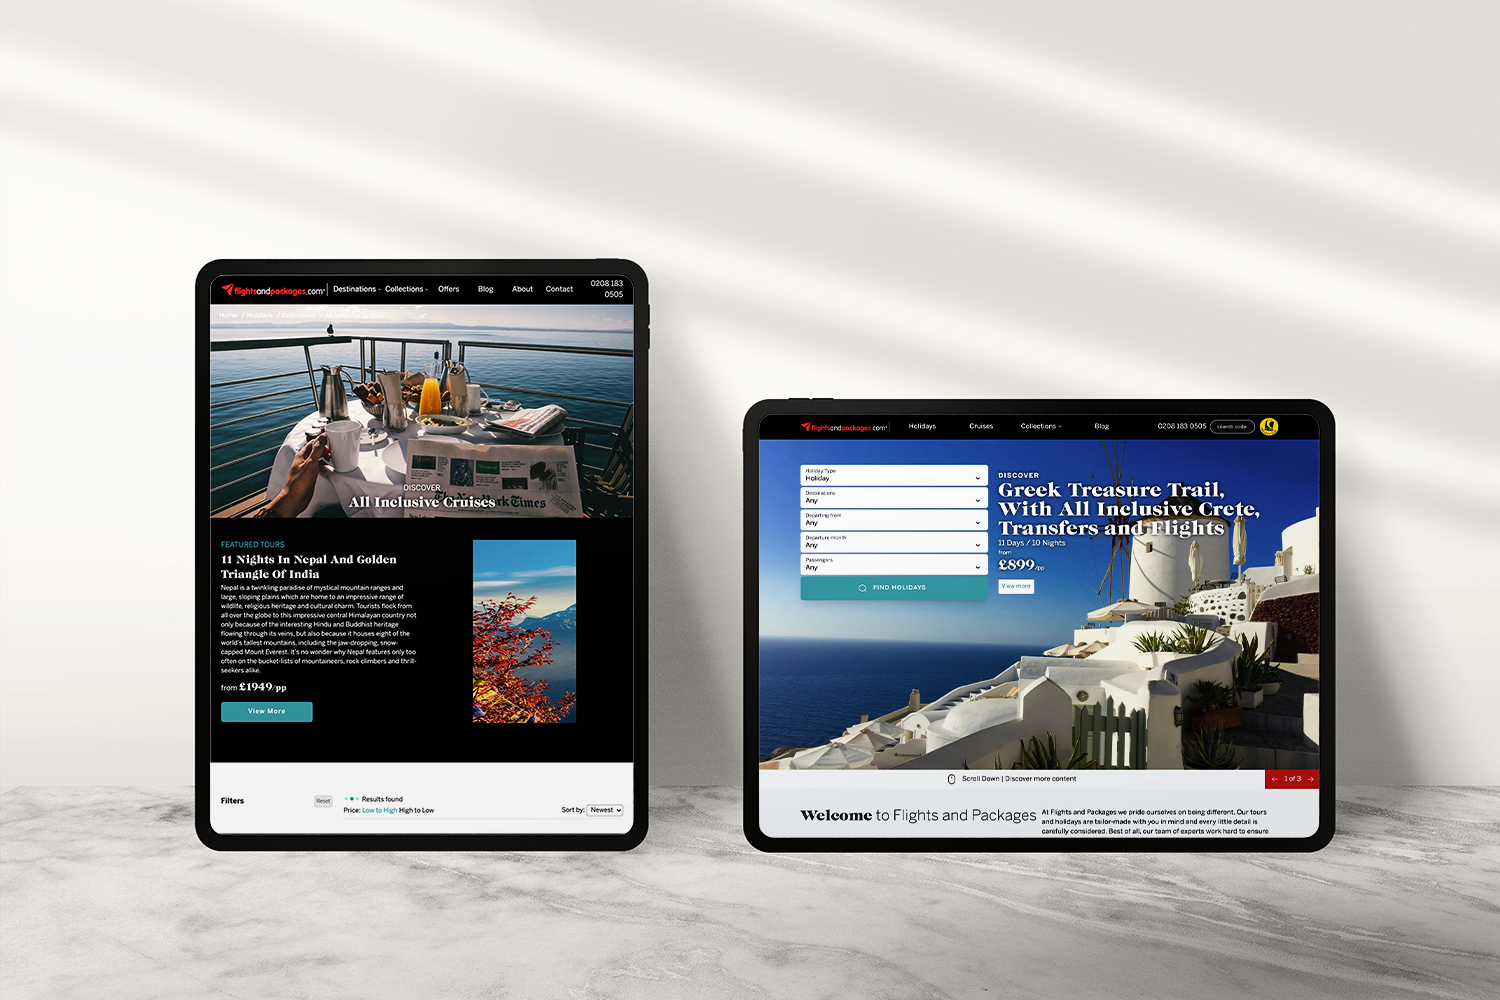 flightsandpackages.com
Destinations
Collections
Offers
Blog
About
Contact
0208 183
0505
Home / Holidays / Collections / All Inclusive Cruises
DISCOVER
All Inclusive Cruises
New York Times
FEATURED TOURS
11 Nights In Nepal And Golden
Triangle Of India
Nepal is a twinkling paradise of mystical mountain ranges and
large, sloping plains which are home to an impressive range of
wildlife, religious heritage and cultural charm. Tourists flock from
all over the globe to this impressive central Himalayan country not
only because of the interesting Hindu and Buddhist heritage
flowing through its veins, but also because it houses eight of the
world's tallest mountains, including the jaw-dropping, snow-
capped Mount Everest. It's no wonder why Nepal features only too
often on the bucket-lists of mountaineers, rock climbers and thrill-
seekers alike.
from £1949/pp
View More
Filters
Reset
Results found
Price: Low to High High to Low
Sort by: Newest
flightsandpackages.com
Holidays
Cruises
Collections
Blog
0208 183 0505
search code
Holiday Type
Holiday
Destinations
Any
Departing from
Any
Departure month
Any
Passengers
Any
FIND HOLIDAYS
DISCOVER
Greek Treasure Trail,
With All Inclusive Crete,
Transfers and Flights
11 Days / 10 Nights
from
£899/pp
View more
Scroll Down | Discover more content
← 1 of 3 →
Welcome to Flights and Packages
At Flights and Packages we pride ourselves on being different. Our tours
and holidays are tailor-made with you in mind and every little detail is
carefully considered. Best of all, our team of experts work hard to ensure